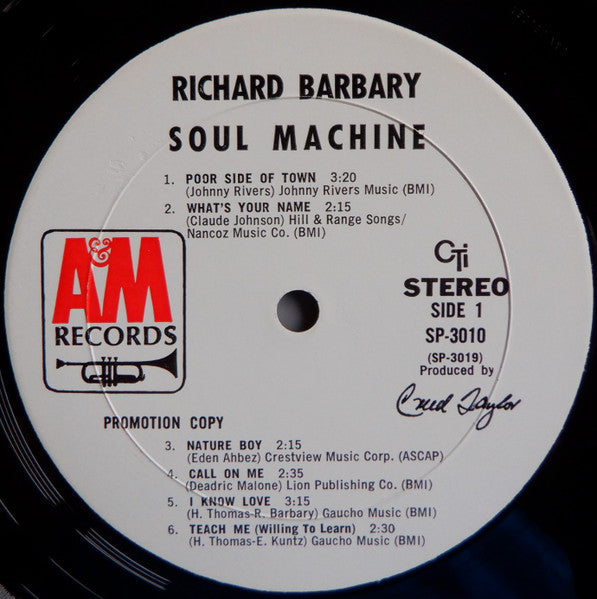 RICHARD BARBARY
SOUL MACHINE
1. POOR SIDE OF TOWN 3:20
(Johnny Rivers) Johnny Rivers Music (BMI)
2. WHAT'S YOUR NAME 2:15
(Claude Johnson) Hill & Range Songs/
Nancoz Music Co. (BMI)
A&M
RECORDS
CTi
STEREO
SIDE 1
SP-3010
(SP-3019)
Produced by
Creed Taylor
PROMOTION COPY
3. NATURE BOY 2:15
(Eden Ahbez) Crestview Music Corp. (ASCAP)
4. CALL ON ME 2:35
(Deadric Malone) Lion Publishing Co. (BMI)
5. I KNOW LOVE 3:15
(H. Thomas-R. Barbary) Gaucho Music (BMI)
6. TEACH ME (Willing To Learn) 2:30
(H. Thomas-E. Kuntz) Gaucho Music (BMI)